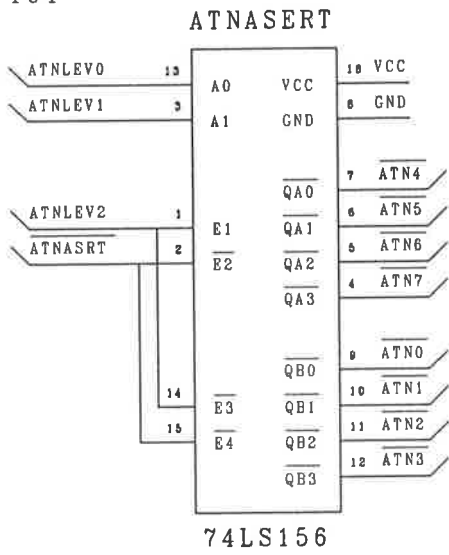 ATNASERT
ATNLEV0 13 A0 VCC 16 VCC
ATNLEV1 3 A1 GND 8 GND
QA0 7 ATN4
ATNLEV2 1 E1 QA1 6 ATN5
ATNASRT 2 E2 QA2 5 ATN6
QA3 4 ATN7
QB0 9 ATN0
14 E3 QB1 10 ATN1
15 E4 QB2 11 ATN2
QB3 12 ATN3
74LS156